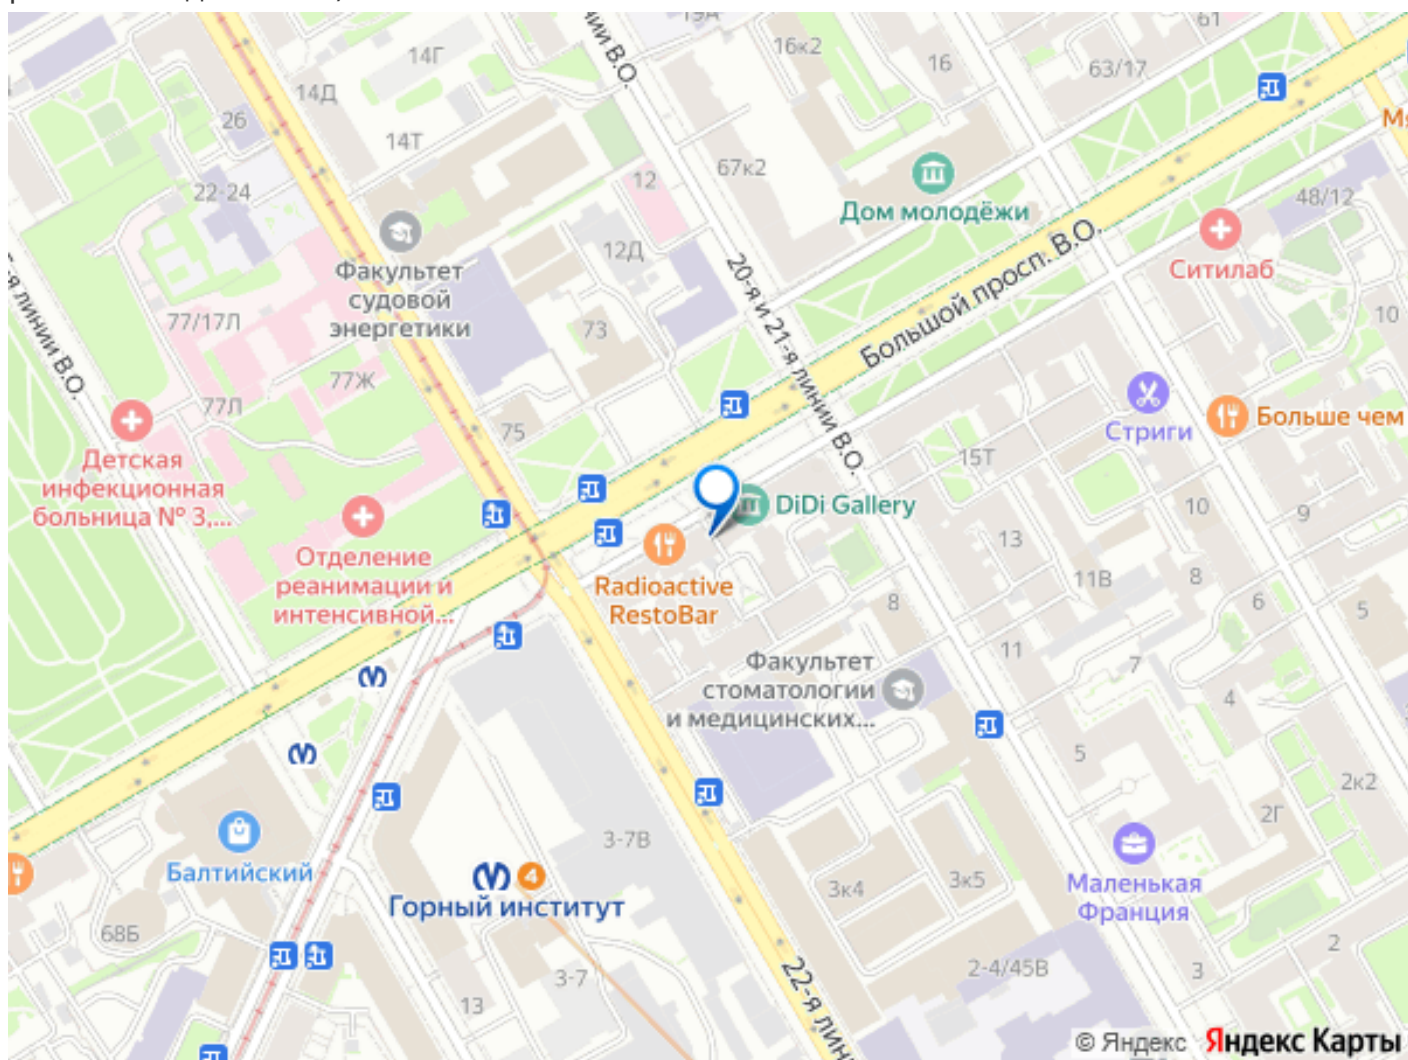 19А
61
14Г
16к2
16
63/17
14Д
линии В.О.
26
14Т
67к2
12
22-24
48/12
Дом молодёжи
Ситилаб
12Д
Факультет
судовой
энергетики
20-я и 21-я линии В.О.
Большой просп. В.О.
я линии В.О.
77/17Л
73
10
77Ж
77Л
75
Стриги
Больше чем
15Т
Детская
инфекционная
больница № 3,...
DiDi Gallery
10
9
Отделение
реанимации и
интенсивной...
Radioactive
RestoBar
13
11В
8
8
6
5
11
7
Факультет
стоматологии
и медицинских...
4
5
2к2
2Г
3-7В
Балтийский
4
Горный институт
3к4
3к5
Маленькая
Франция
68Б
2
3-7
2-4/45В
3
13
22-я лин
© Яндекс Яндекс Карты